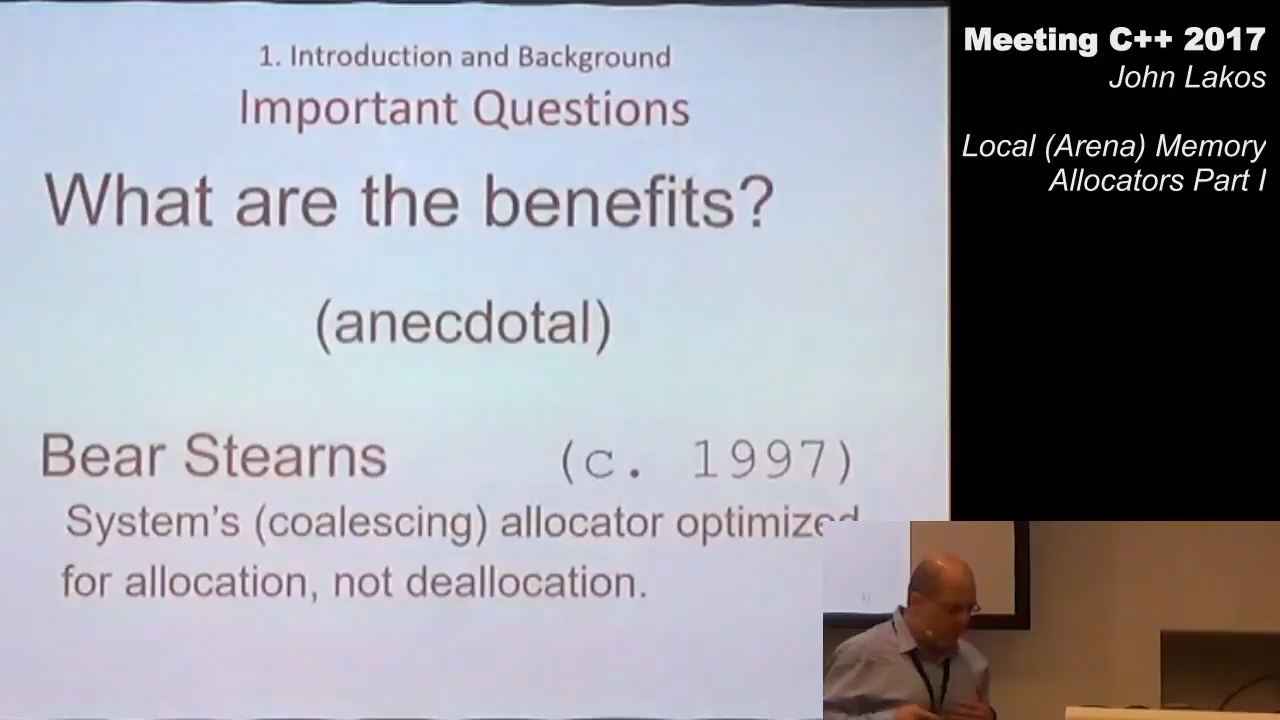 1. Introduction and Background
Important Questions
What are the benefits?
(anecdotal)
Bear Stearns (c. 1997)
System's (coalescing) allocator optimized
for allocation, not deallocation.
Meeting C++ 2017
John Lakos
Local (Arena) Memory
Allocators Part I